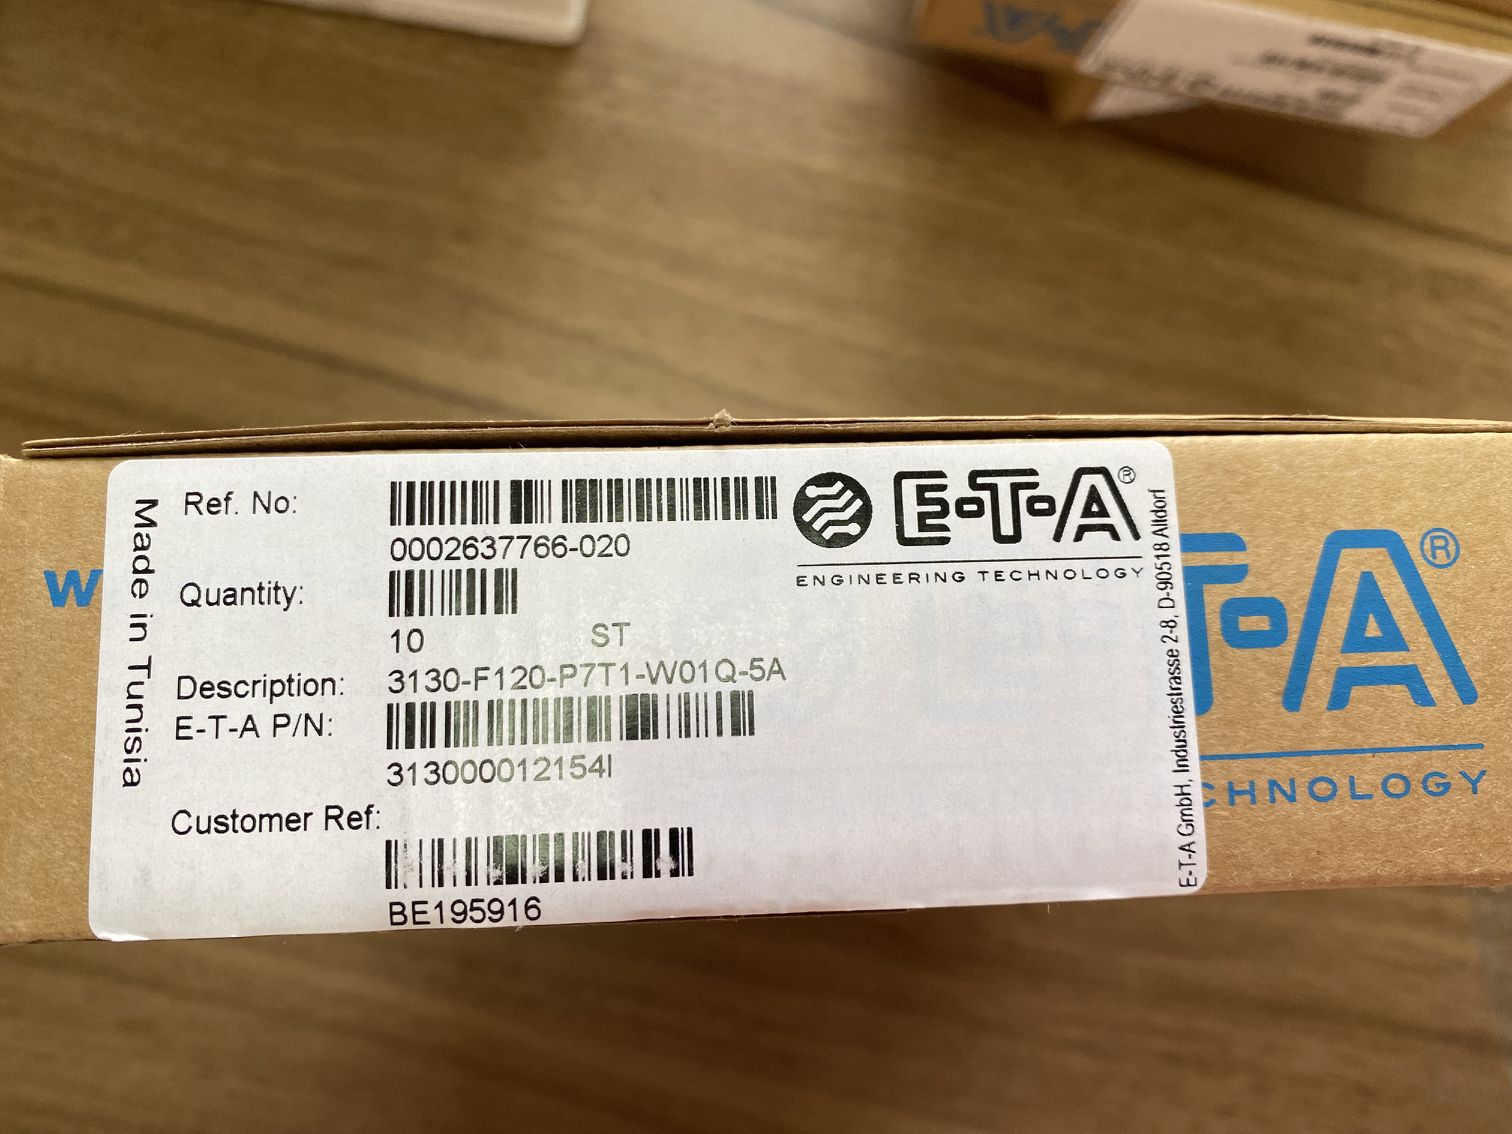 Made in Tunisia
Ref. No:
0002637766-020
Quantity:
10 ST
Description: 3130-F120-P7T1-W01Q-5A
E-T-A P/N:
313000012154I
Customer Ref:
BE195916
E-T-A®
ENGINEERING TECHNOLOGY
E-T-A GmbH, Industriestrasse 2-8, D-90518 Altdorf
w
T-A®
CHNOLOGY